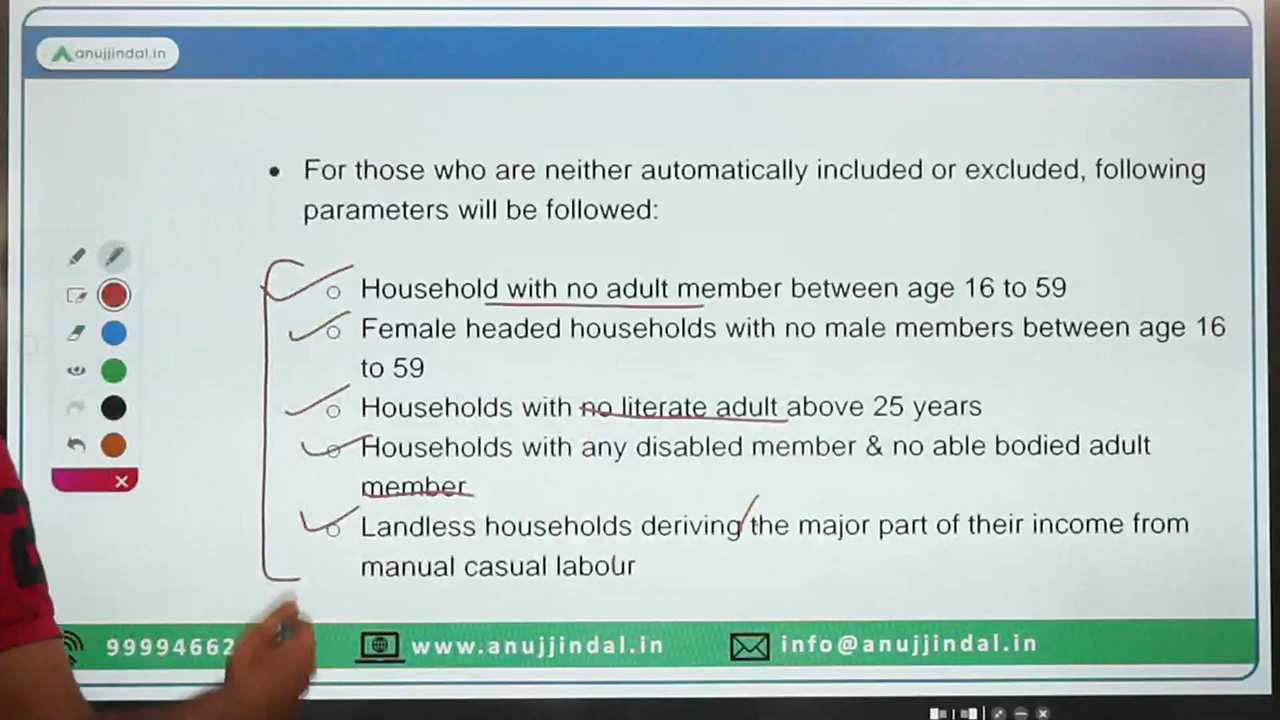 anujjindal.in
• For those who are neither automatically included or excluded, following
parameters will be followed:
o Household with no adult member between age 16 to 59
o Female headed households with no male members between age 16
to 59
o Households with no literate adult above 25 years
o Households with any disabled member & no able bodied adult
member
o Landless households deriving the major part of their income from
manual casual labour
99994662
www.anujjindal.in
info@anujjindal.in